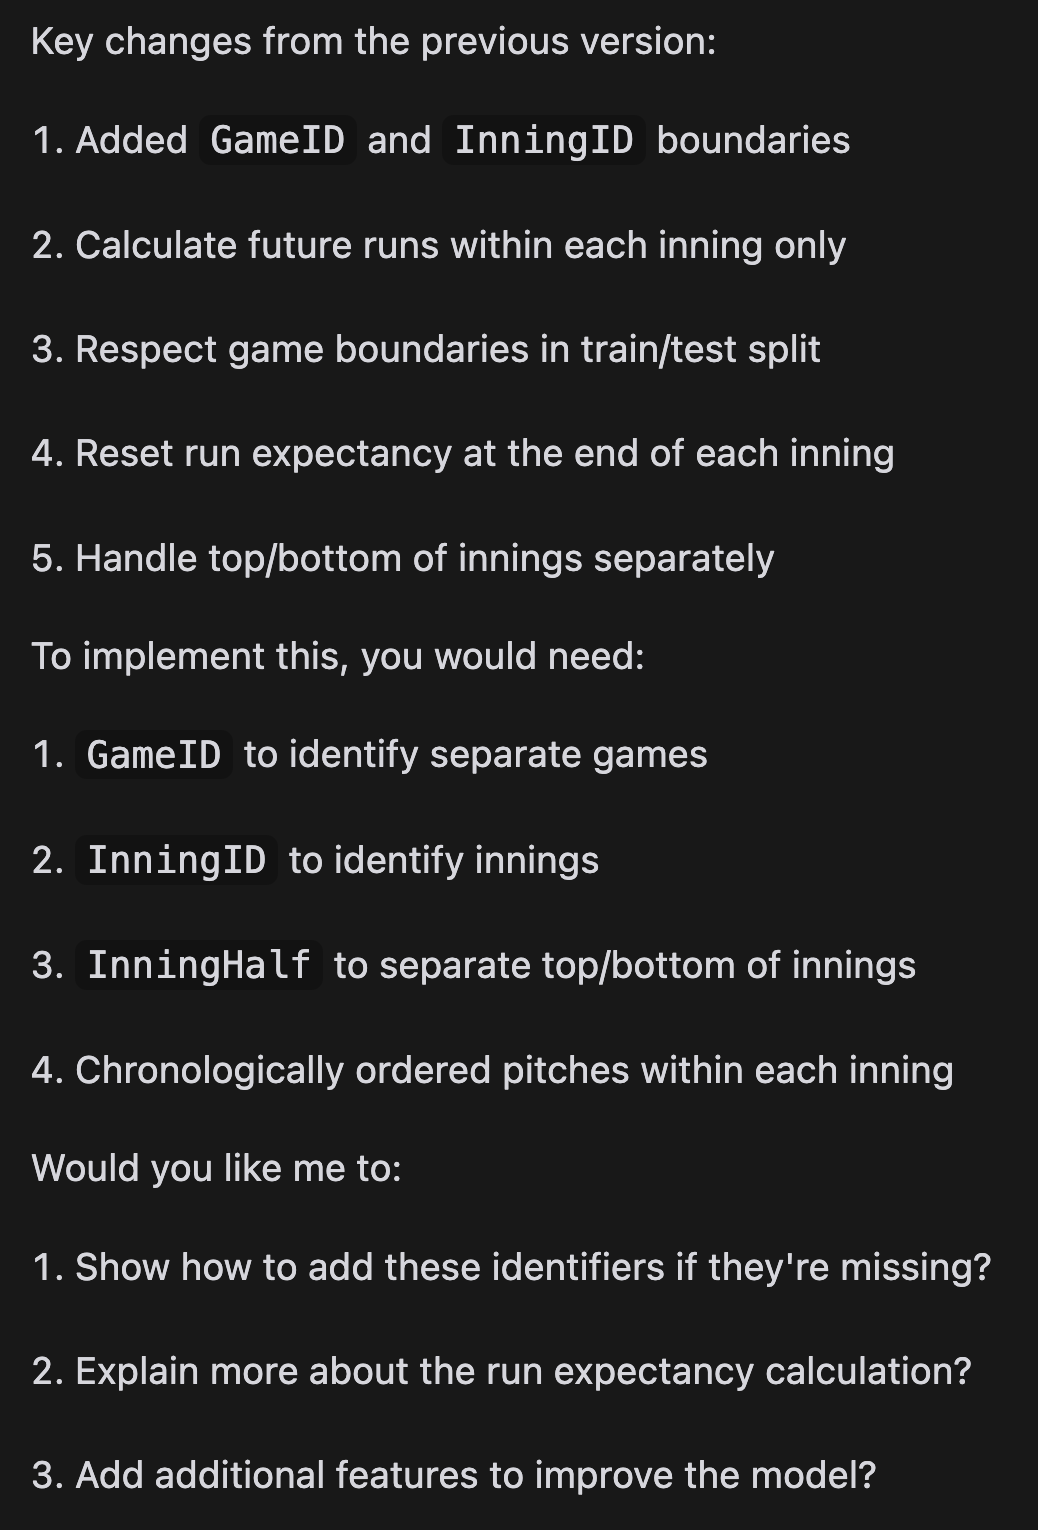 Key changes from the previous version:
1. Added GameID and InningID boundaries
2. Calculate future runs within each inning only
3. Respect game boundaries in train/test split
4. Reset run expectancy at the end of each inning
5. Handle top/bottom of innings separately
To implement this, you would need:
1. GameID to identify separate games
2. InningID to identify innings
3. InningHalf to separate top/bottom of innings
4. Chronologically ordered pitches within each inning
Would you like me to:
1. Show how to add these identifiers if they're missing?
2. Explain more about the run expectancy calculation?
3. Add additional features to improve the model?